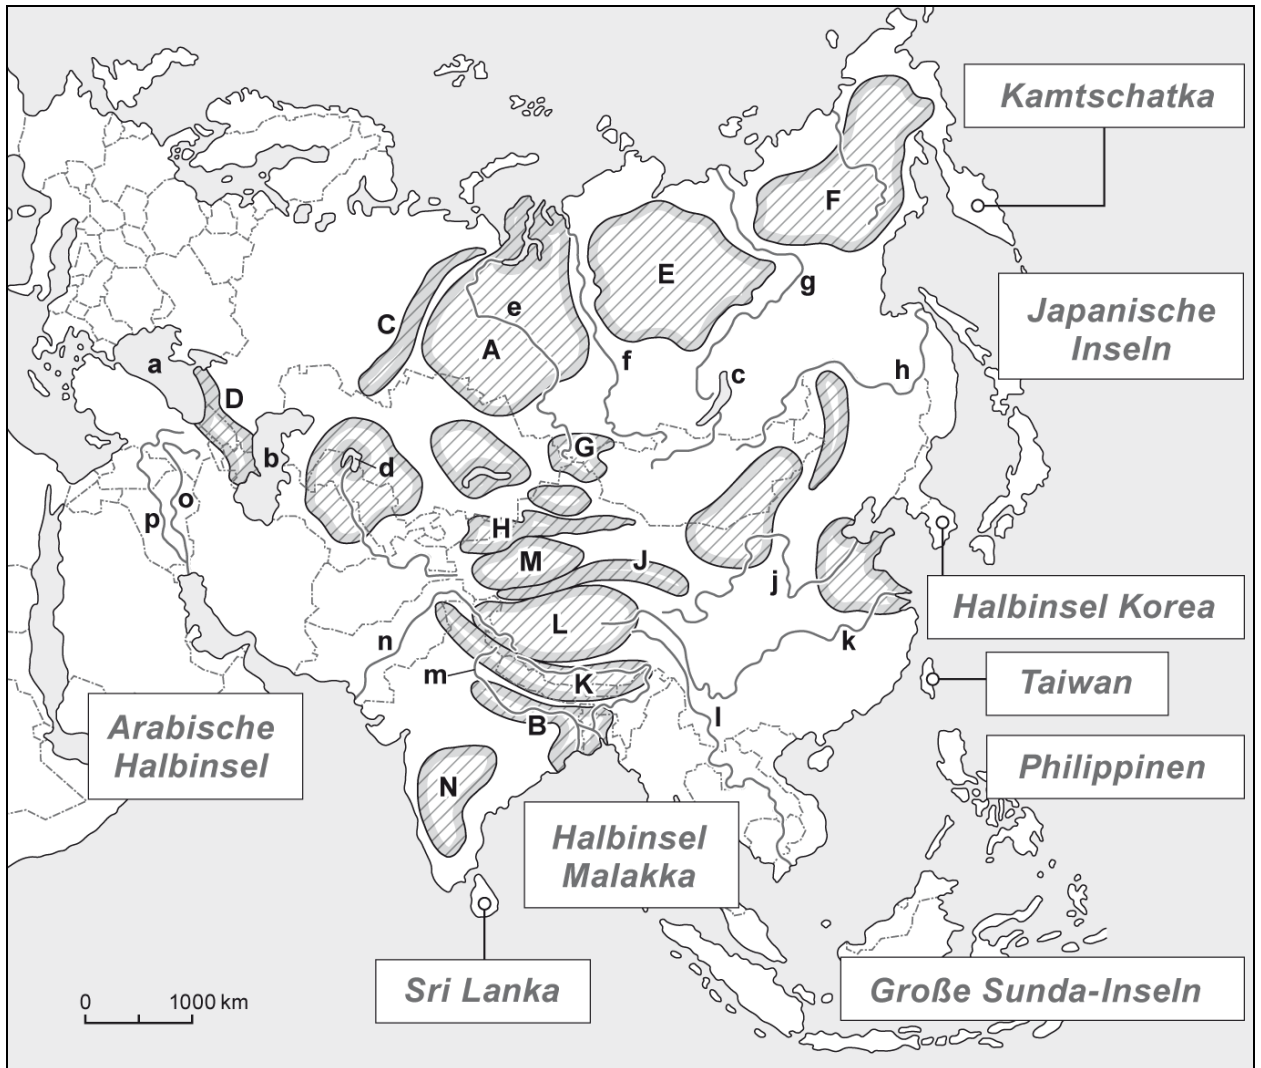 Kamtschatka
F
E
g
Japanische
Inseln
e
C
A
a
f
c
h
D
G
b
d
o
p
H
M
J
j
Halbinsel Korea
L
n
k
m
K
Taiwan
l
B
Arabische
Halbinsel
Philippinen
N
Halbinsel
Malakka
Sri Lanka
Große Sunda-Inseln
0 1000 km